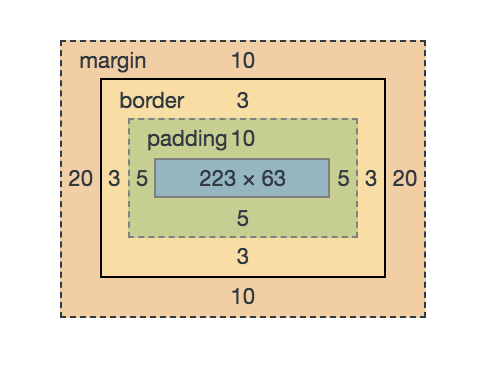 margin 10
border 3
padding 10
20 3 5 223 × 63 5 3 20
5
3
10